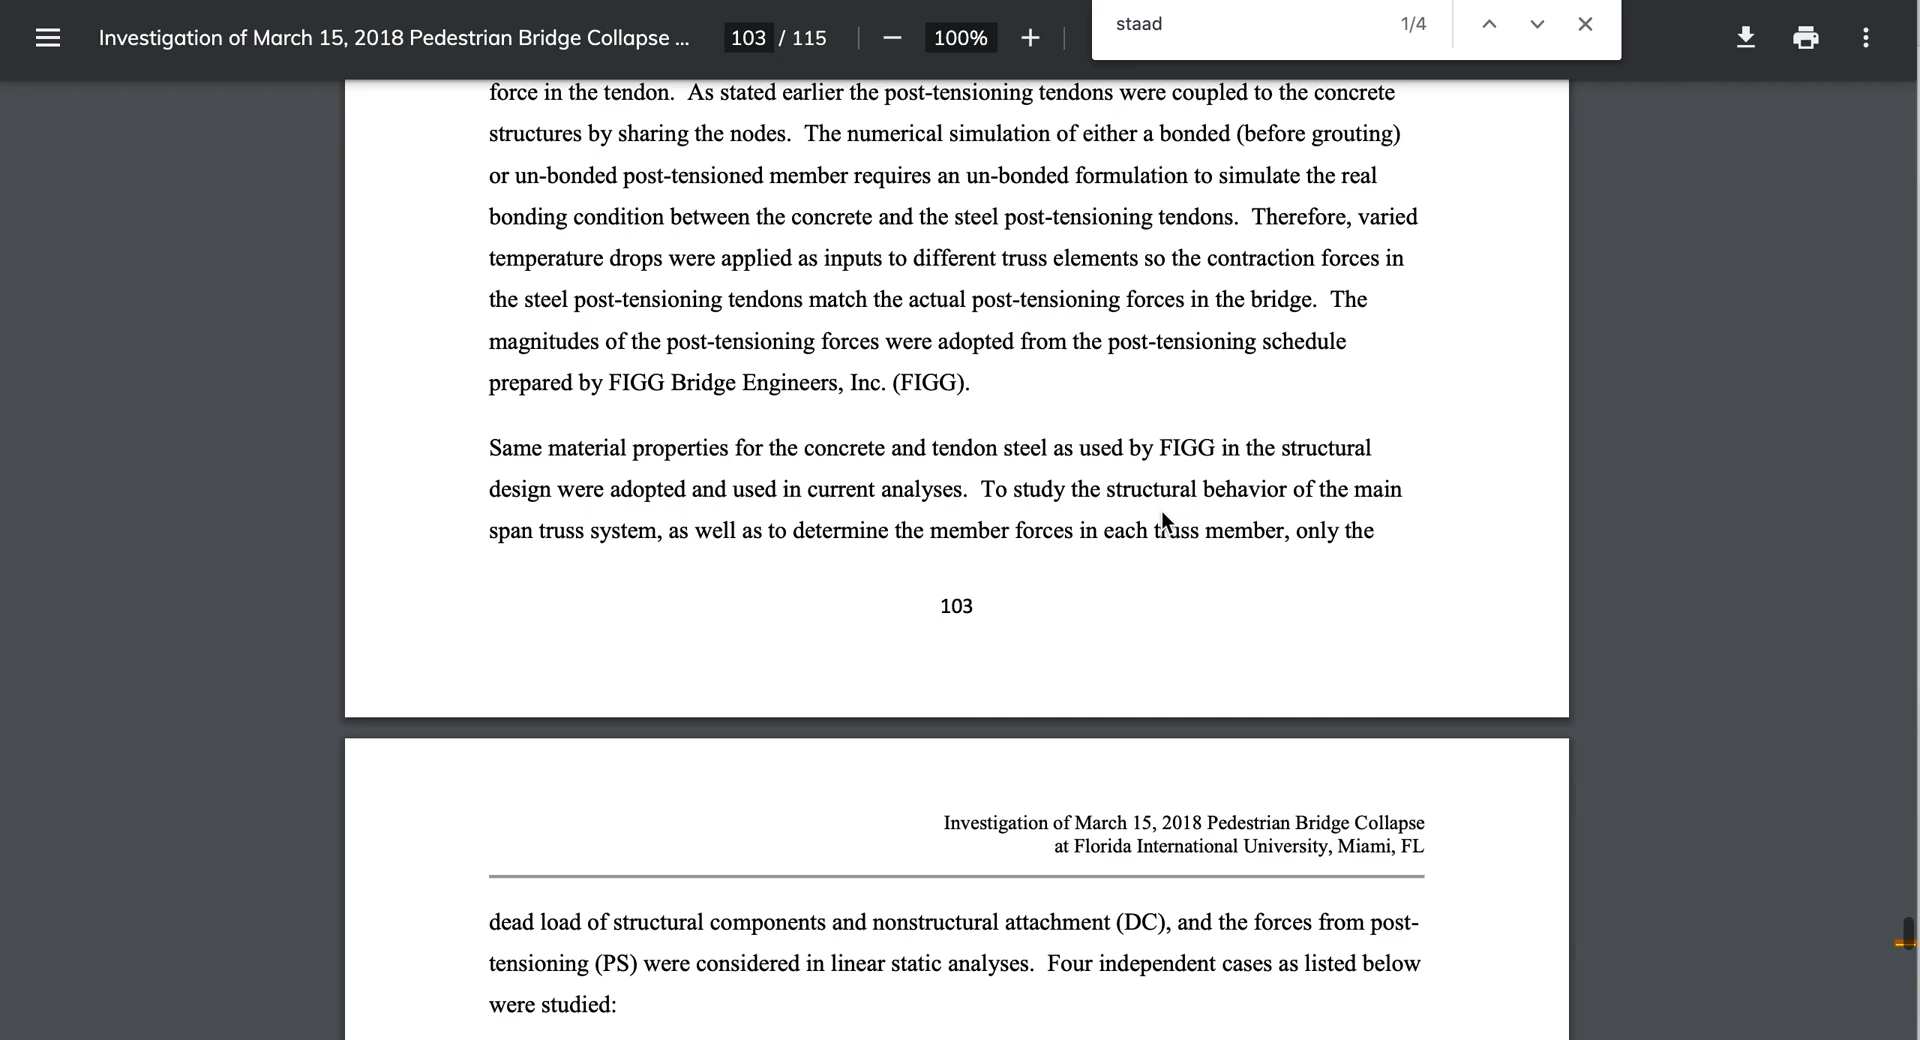 Investigation of March 15, 2018 Pedestrian Bridge Collapse ... 103 / 115 100% staad 1/4
force in the tendon. As stated earlier the post-tensioning tendons were coupled to the concrete
structures by sharing the nodes. The numerical simulation of either a bonded (before grouting)
or un-bonded post-tensioned member requires an un-bonded formulation to simulate the real
bonding condition between the concrete and the steel post-tensioning tendons. Therefore, varied
temperature drops were applied as inputs to different truss elements so the contraction forces in
the steel post-tensioning tendons match the actual post-tensioning forces in the bridge. The
magnitudes of the post-tensioning forces were adopted from the post-tensioning schedule
prepared by FIGG Bridge Engineers, Inc. (FIGG).
Same material properties for the concrete and tendon steel as used by FIGG in the structural
design were adopted and used in current analyses. To study the structural behavior of the main
span truss system, as well as to determine the member forces in each truss member, only the
103
Investigation of March 15, 2018 Pedestrian Bridge Collapse
at Florida International University, Miami, FL
dead load of structural components and nonstructural attachment (DC), and the forces from post-
tensioning (PS) were considered in linear static analyses. Four independent cases as listed below
were studied: